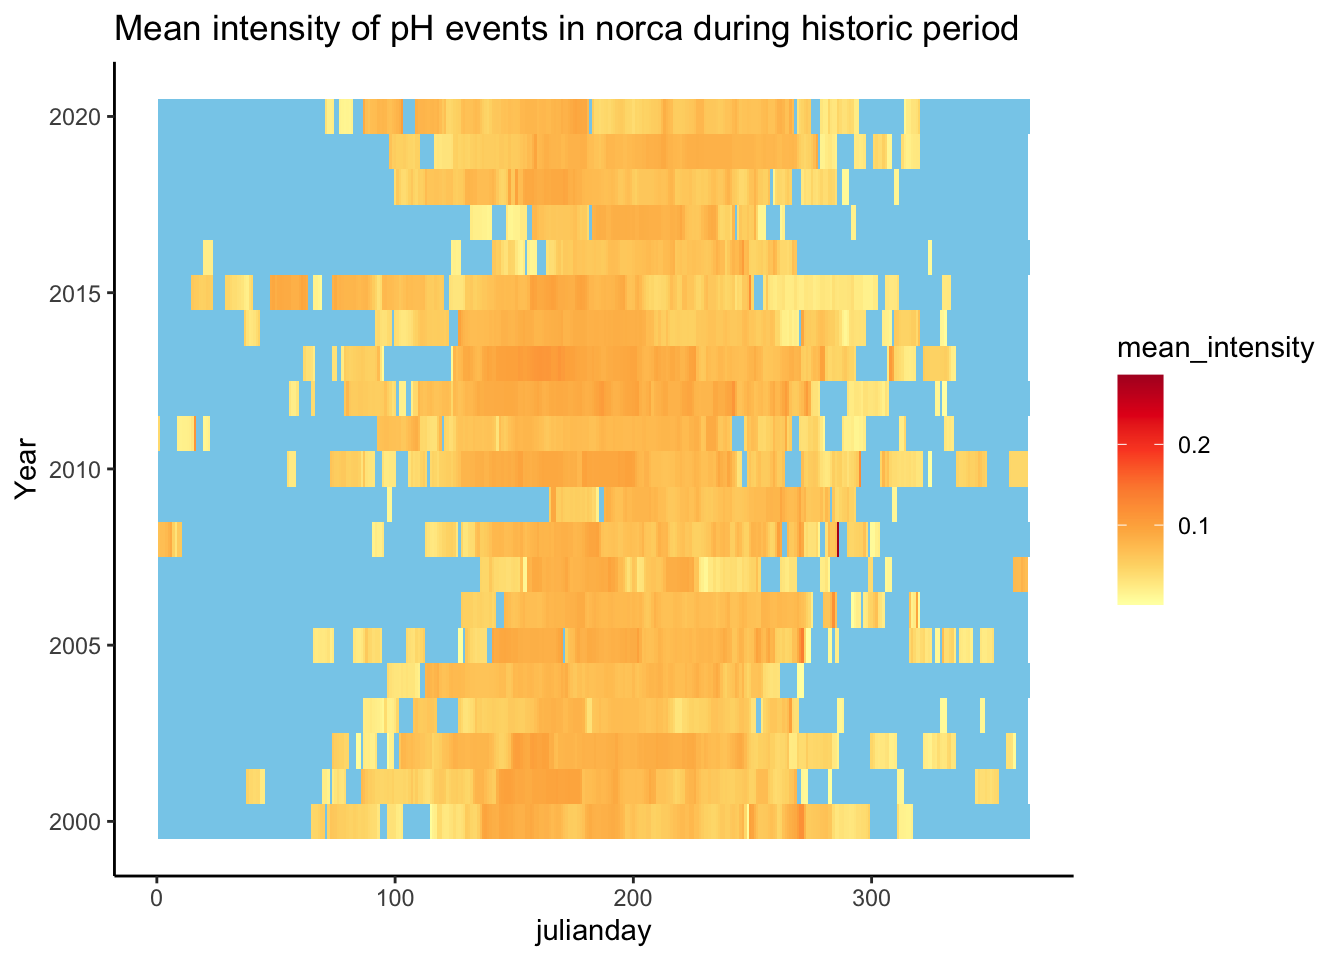 Mean intensity of pH events in norca during historic period
Year
2020
2015
2010
2005
2000
0 100 200 300
julianday
mean_intensity
0.2
0.1